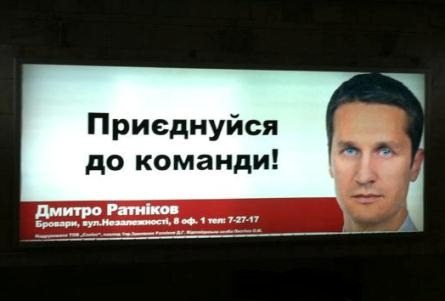 Приєднуйся
до команди!
Дмитро Ратніков
Бровари, вул.Незалежності, 8 оф. 1 тел: 7-27-17